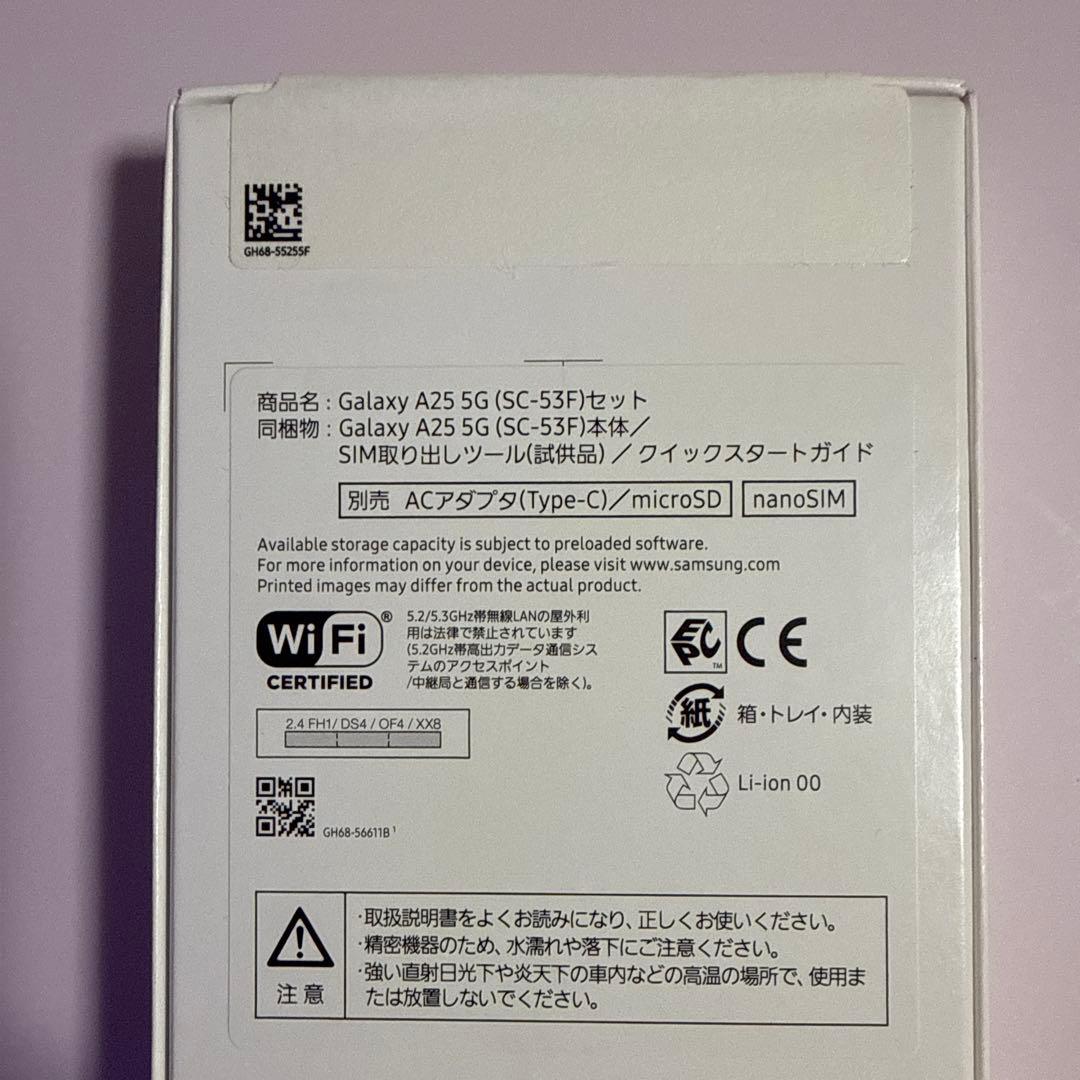 GH68-55255F
商品名 : Galaxy A25 5G (SC-53F)セット
同梱物 : Galaxy A25 5G (SC-53F)本体／
SIM取り出しツール(試供品) ／クイックスタートガイド
別売 ACアダプタ(Type-C)／microSD nanoSIM
Available storage capacity is subject to preloaded software.
For more information on your device, please visit www.samsung.com
Printed images may differ from the actual product.
Wi Fi ®
CERTIFIED
5.2/5.3GHz帯無線LANの屋外利
用は法律で禁止されています
(5.2GHz帯高出力データ通信シス
テムのアクセスポイント
/中継局と通信する場合を除く)。
EAC TM CE
紙 箱・トレイ・内装
2.4 FH1/ DS4 / OF4 / XX8
Li-ion 00
GH68-56611B 1
注意
・取扱説明書をよくお読みになり、正しくお使いください。
・精密機器のため、水濡れや落下にご注意ください。
・強い直射日光下や炎天下の車内などの高温の場所で、使用ま
たは放置しないでください。